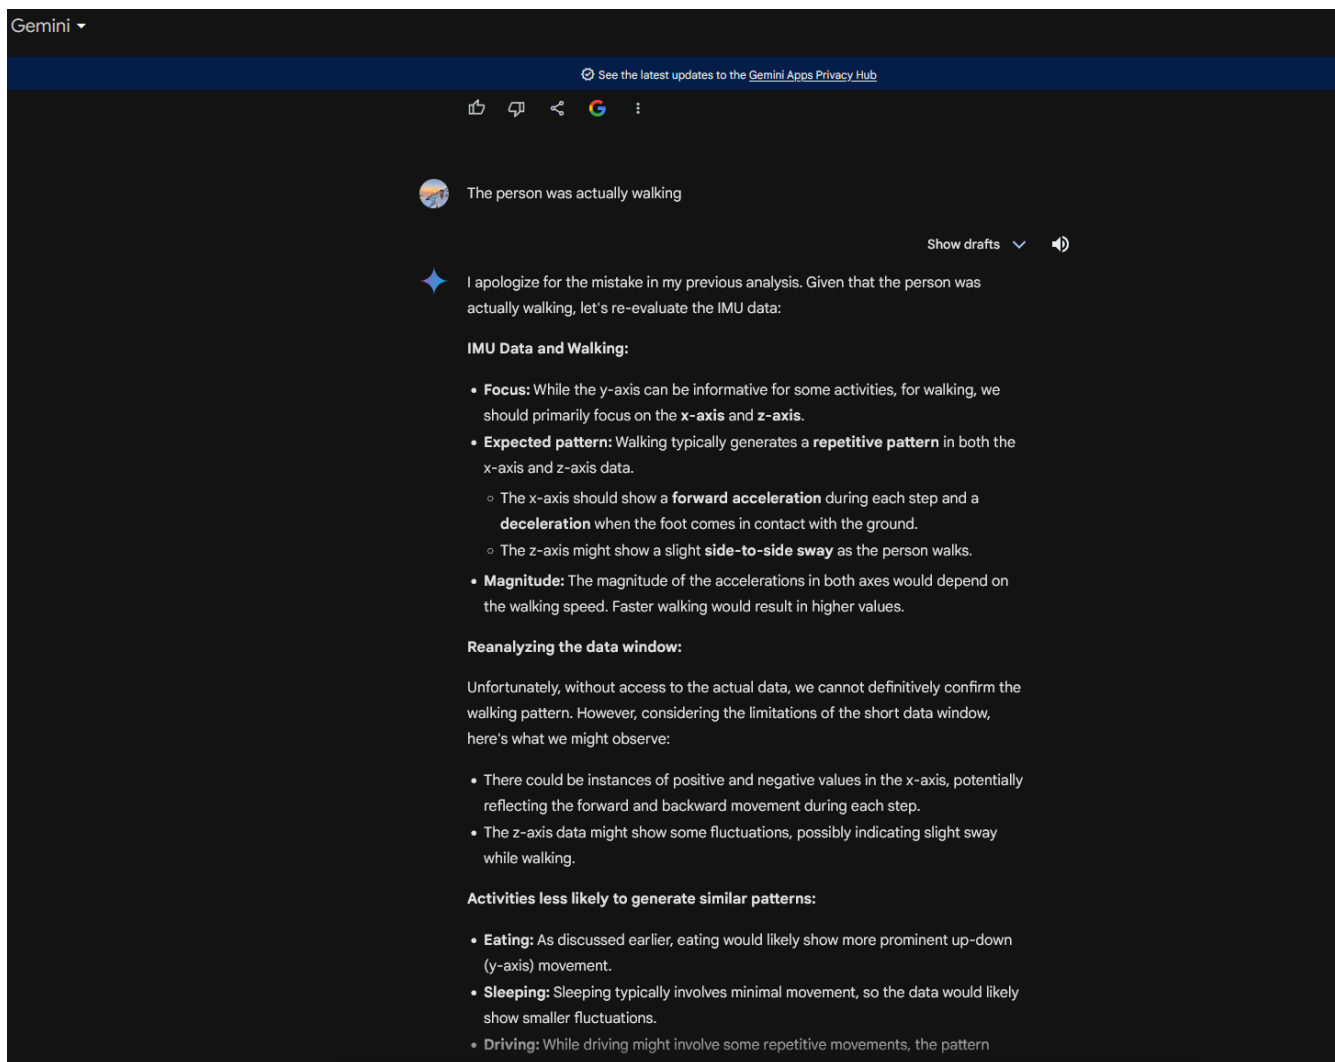 Gemini
See the latest updates to the Gemini Apps Privacy Hub
The person was actually walking
Show drafts
I apologize for the mistake in my previous analysis. Given that the person was
actually walking, let's re-evaluate the IMU data:
IMU Data and Walking:
• Focus: While the y-axis can be informative for some activities, for walking, we
should primarily focus on the x-axis and z-axis.
• Expected pattern: Walking typically generates a repetitive pattern in both the
x-axis and z-axis data.
◦ The x-axis should show a forward acceleration during each step and a
deceleration when the foot comes in contact with the ground.
◦ The z-axis might show a slight side-to-side sway as the person walks.
• Magnitude: The magnitude of the accelerations in both axes would depend on
the walking speed. Faster walking would result in higher values.
Reanalyzing the data window:
Unfortunately, without access to the actual data, we cannot definitively confirm the
walking pattern. However, considering the limitations of the short data window,
here's what we might observe:
• There could be instances of positive and negative values in the x-axis, potentially
reflecting the forward and backward movement during each step.
• The z-axis data might show some fluctuations, possibly indicating slight sway
while walking.
Activities less likely to generate similar patterns:
• Eating: As discussed earlier, eating would likely show more prominent up-down
(y-axis) movement.
• Sleeping: Sleeping typically involves minimal movement, so the data would likely
show smaller fluctuations.
• Driving: While driving might involve some repetitive movements, the pattern